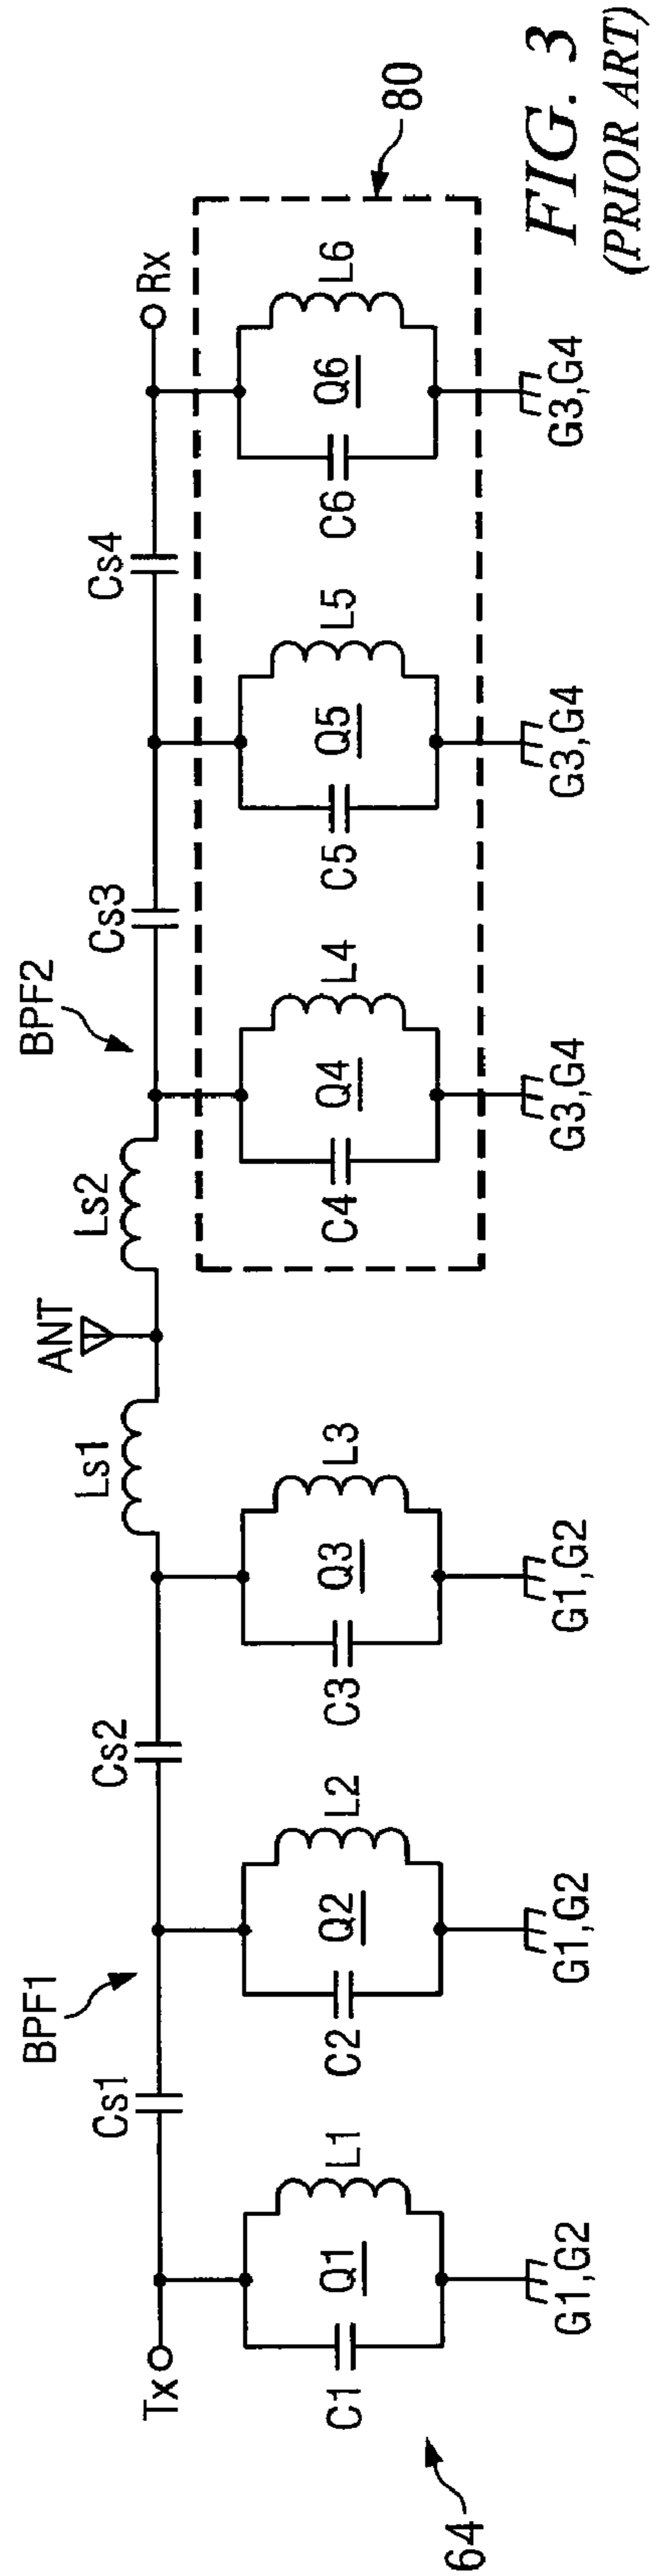 FIG. 3
(PRIOR ART)
64
80
BPF1
BPF2
ANT
Tx
Cs1
Cs2
Ls1
Ls2
Cs3
Cs4
Rx
C1
Q1
L1
C2
Q2
L2
C3
Q3
L3
C4
Q4
L4
C5
Q5
L5
C6
Q6
L6
G1,G2
G1,G2
G1,G2
G3,G4
G3,G4
G3,G4